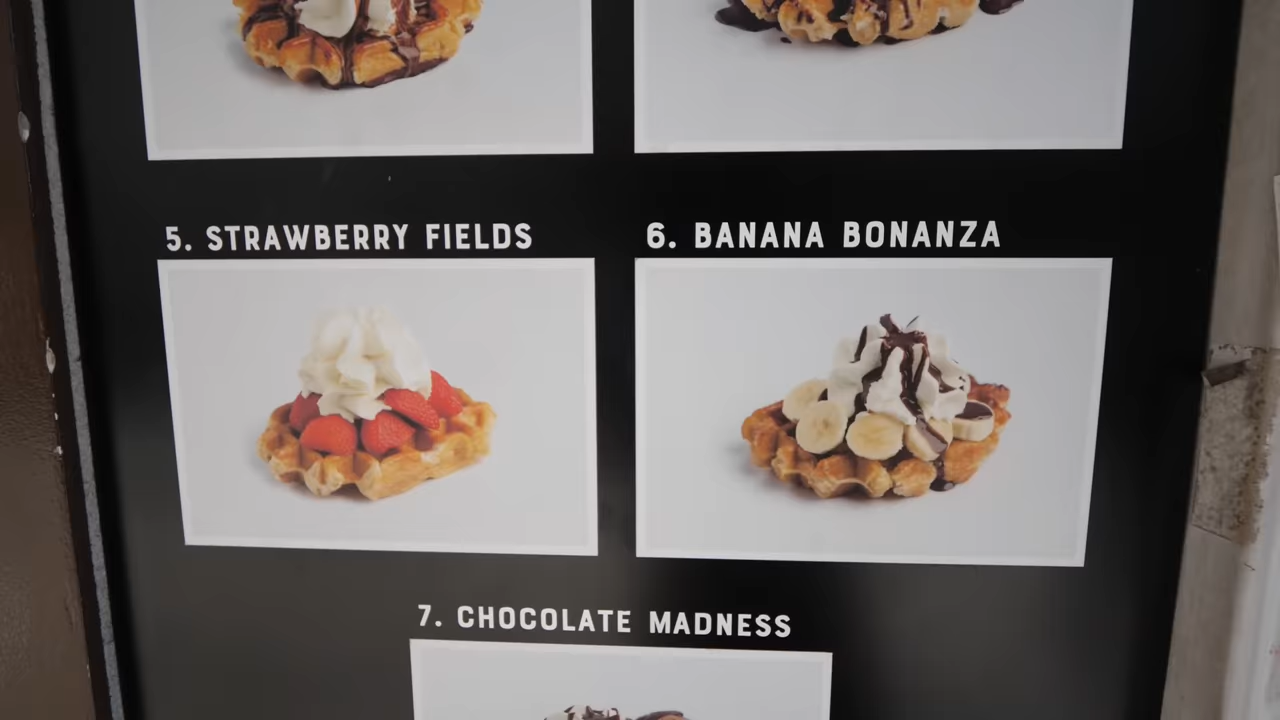 5. STRAWBERRY FIELDS
6. BANANA BONANZA
7. CHOCOLATE MADNESS